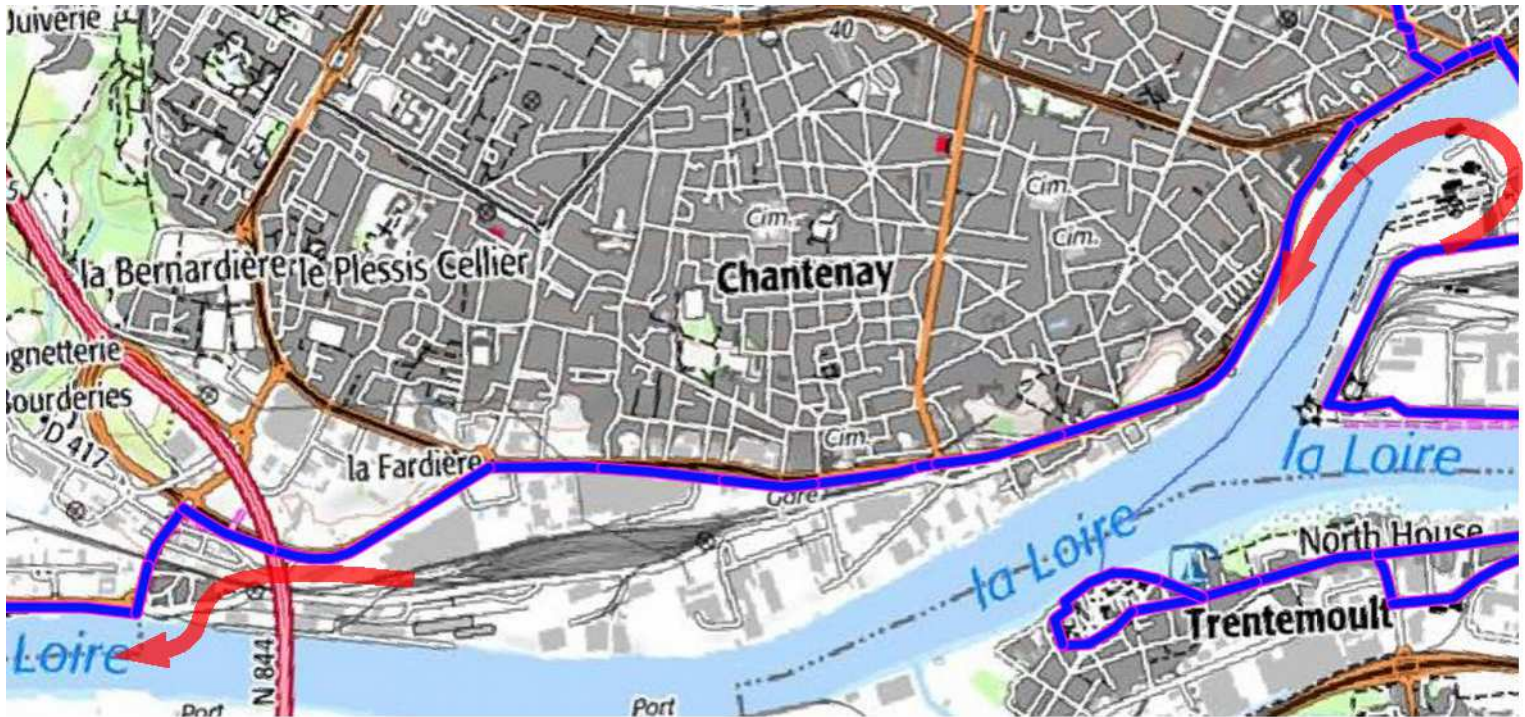 Juiverie
40
5
Cim.
Cim.
Cim.
la Bernardière
le Plessis Cellier
Chantenay
ognetterie
Bourderies
D 417
Cim.
la Fardière
la Loire
Gare
la Loire
North House
Trentemoult
Loire
N 844
Port
Port